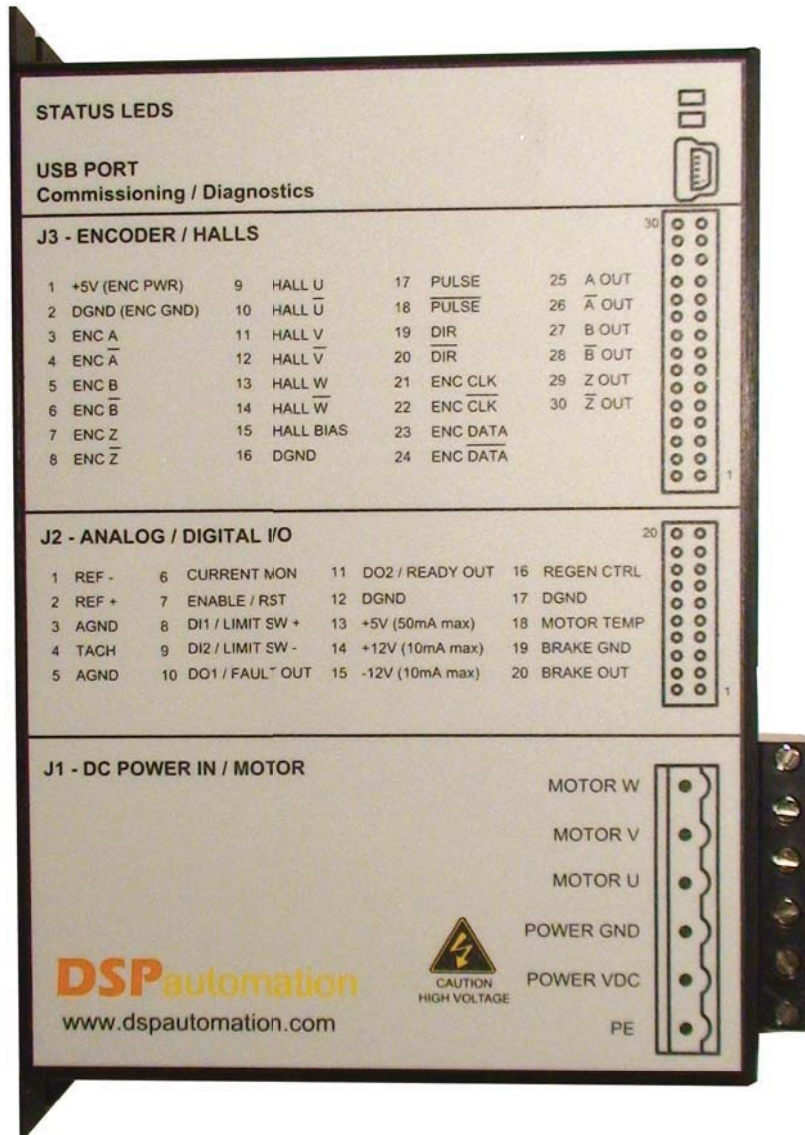 STATUS LEDS
USB PORT
Commissioning / Diagnostics
J3 - ENCODER / HALLS
30
1 +5V (ENC PWR) 9 HALL U 17 PULSE 25 A OUT
2 DGND (ENC GND) 10 HALL U̅ 18 P̅U̅L̅S̅E̅ 26 A̅ OUT
3 ENC A 11 HALL V 19 DIR 27 B OUT
4 ENC A̅ 12 HALL V̅ 20 D̅I̅R̅ 28 B̅ OUT
5 ENC B 13 HALL W 21 ENC CLK 29 Z OUT
6 ENC B̅ 14 HALL W̅ 22 ENC C̅L̅K̅ 30 Z̅ OUT
7 ENC Z 15 HALL BIAS 23 ENC DATA
8 ENC Z̅ 16 DGND 24 ENC D̅A̅T̅A̅
1
J2 - ANALOG / DIGITAL I/O
20
1 REF - 6 CURRENT MON 11 DO2 / READY OUT 16 REGEN CTRL
2 REF + 7 ENABLE / RST 12 DGND 17 DGND
3 AGND 8 DI1 / LIMIT SW + 13 +5V (50mA max) 18 MOTOR TEMP
4 TACH 9 DI2 / LIMIT SW - 14 +12V (10mA max) 19 BRAKE GND
5 AGND 10 DO1 / FAULT OUT 15 -12V (10mA max) 20 BRAKE OUT
1
J1 - DC POWER IN / MOTOR
MOTOR W
MOTOR V
MOTOR U
POWER GND
POWER VDC
PE
CAUTION
HIGH VOLTAGE
DSPautomation
www.dspautomation.com